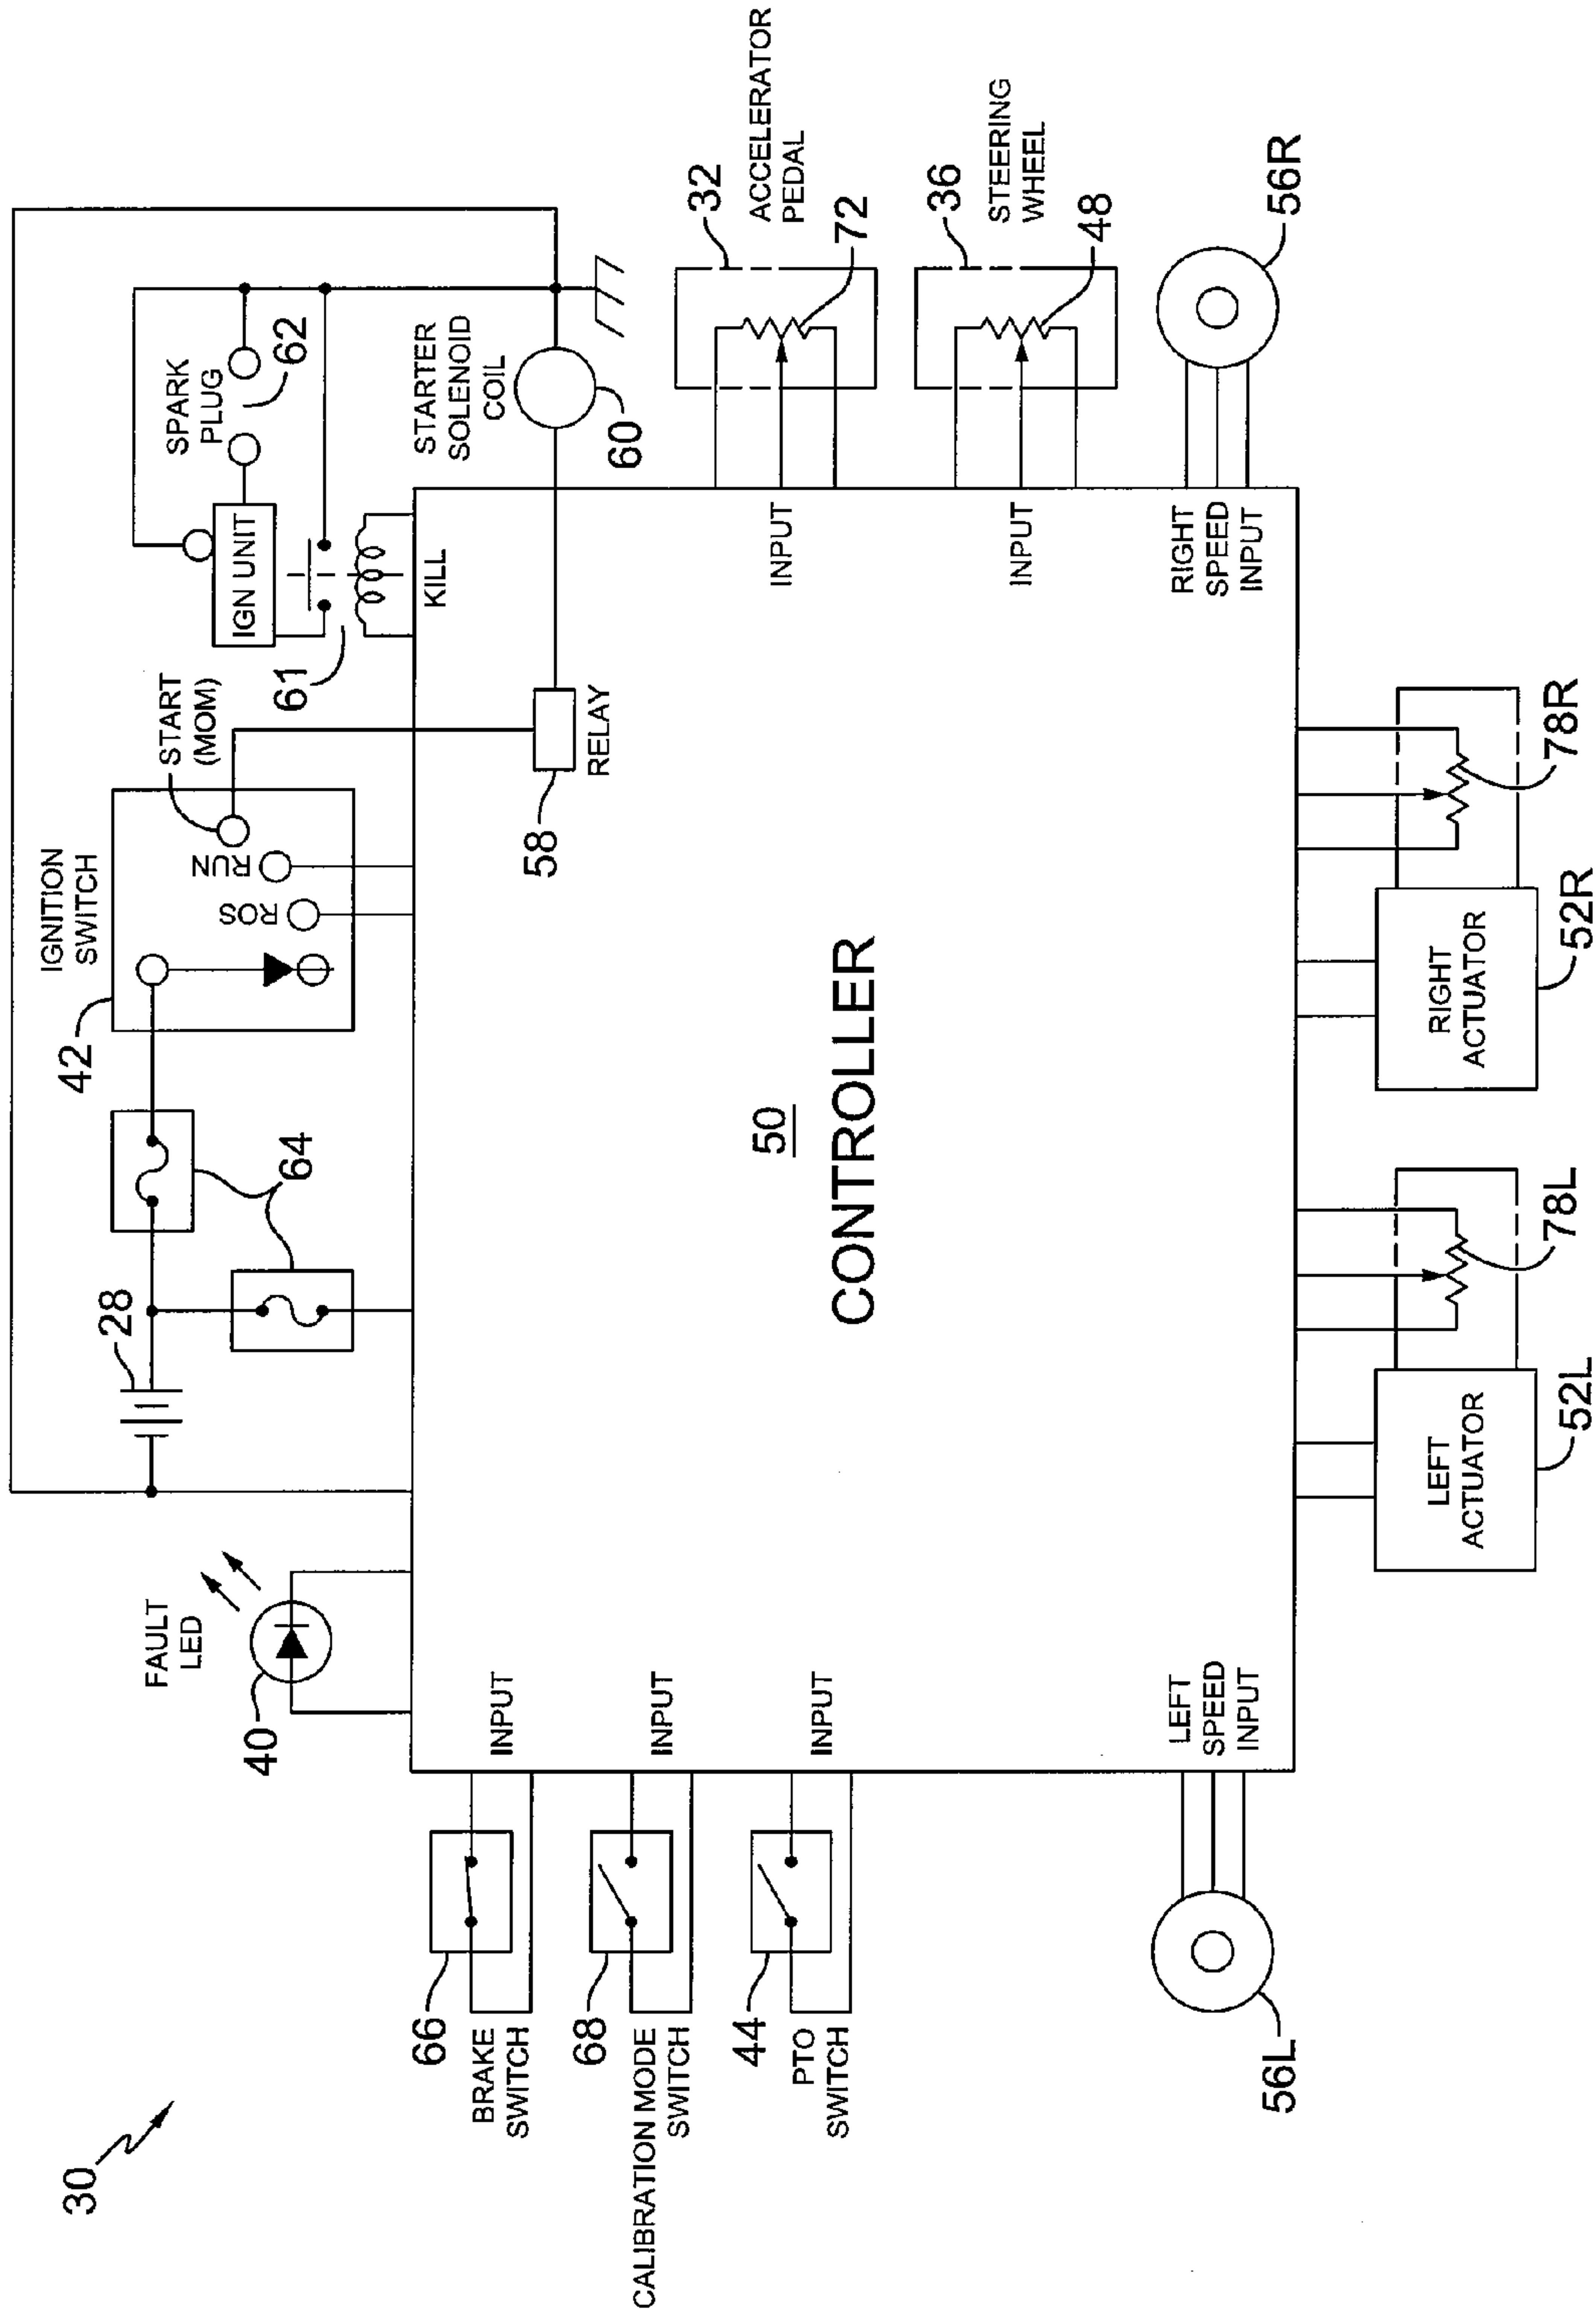 30
FAULT
LED
40
28
64
42
IGNITION
SWITCH
ROS
RUN
START
(MOM)
61
IGN UNIT
SPARK
PLUG
62
KILL
STARTER
SOLENOID
COIL
60
58
RELAY
66
BRAKE
SWITCH
INPUT
68
CALIBRATION MODE
SWITCH
INPUT
44
PTO
SWITCH
INPUT
50
CONTROLLER
INPUT
32
ACCELERATOR
PEDAL
72
INPUT
36
STEERING
WHEEL
48
LEFT
SPEED
INPUT
56L
RIGHT
SPEED
INPUT
56R
LEFT
ACTUATOR
52L
78L
RIGHT
ACTUATOR
52R
78R